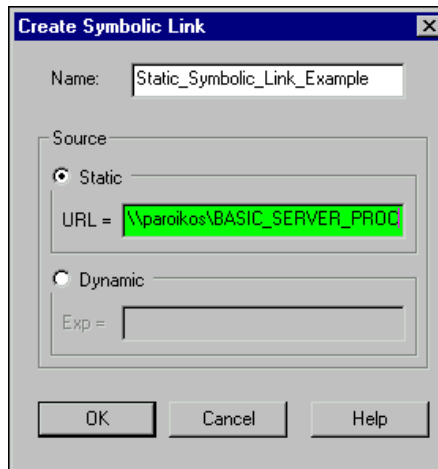 Create Symbolic Link
Name: Static_Symbolic_Link_Example
Source
Static
URL = \\paroikos\BASIC_SERVER_PROC
Dynamic
Exp =
OK Cancel Help